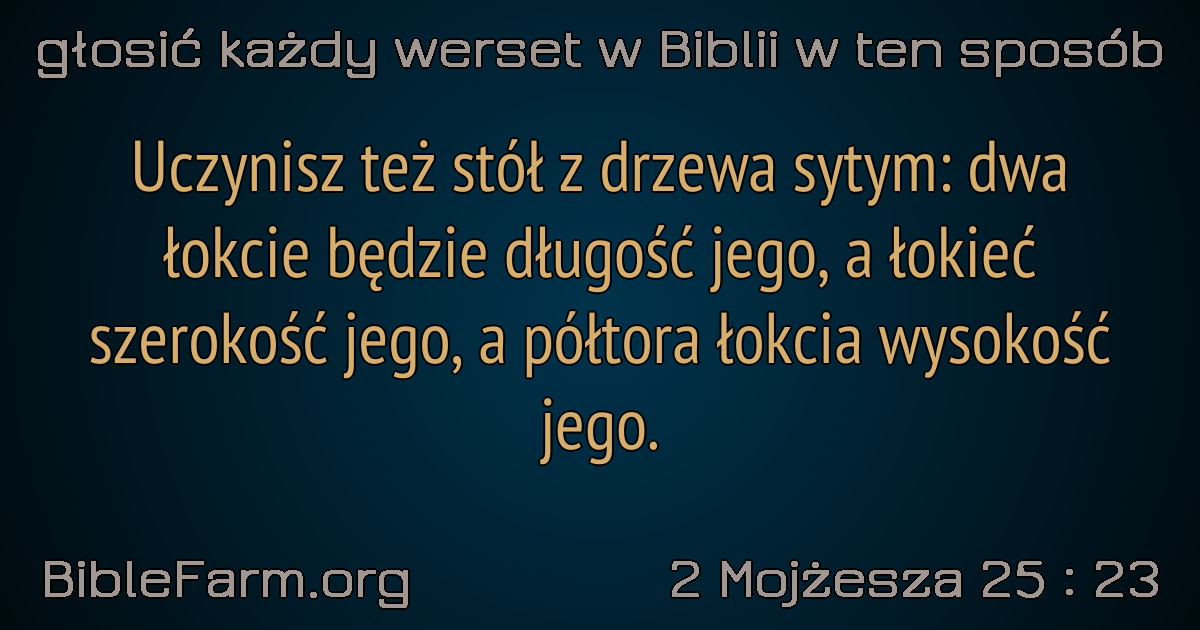 głosić każdy werset w Biblii w ten sposób
Uczynisz też stół z drzewa sytym: dwa
łokcie będzie długość jego, a łokieć
szerokość jego, a półtora łokcia wysokość
jego.
BibleFarm.org
2 Mojżesza 25 : 23